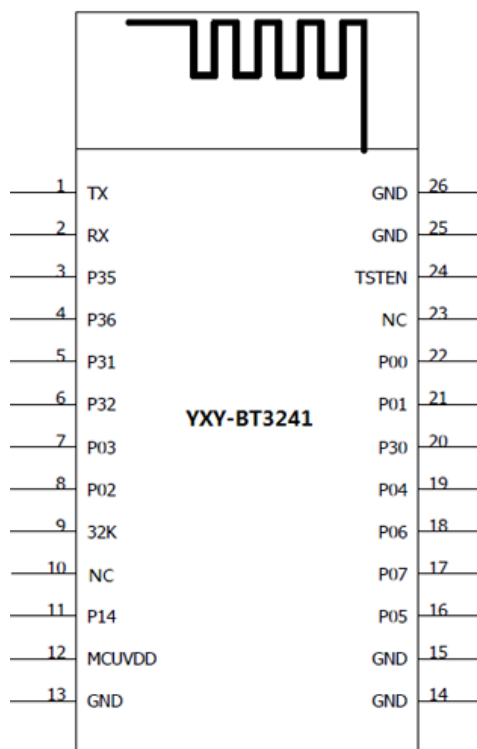 1 TX GND 26
2 RX GND 25
3 P35 TSTEN 24
4 P36 NC 23
5 P31 P00 22
6 P32 P01 21
YXY-BT3241
7 P03 P30 20
8 P02 P04 19
9 32K P06 18
10 NC P07 17
11 P14 P05 16
12 MCUVDD GND 15
13 GND GND 14